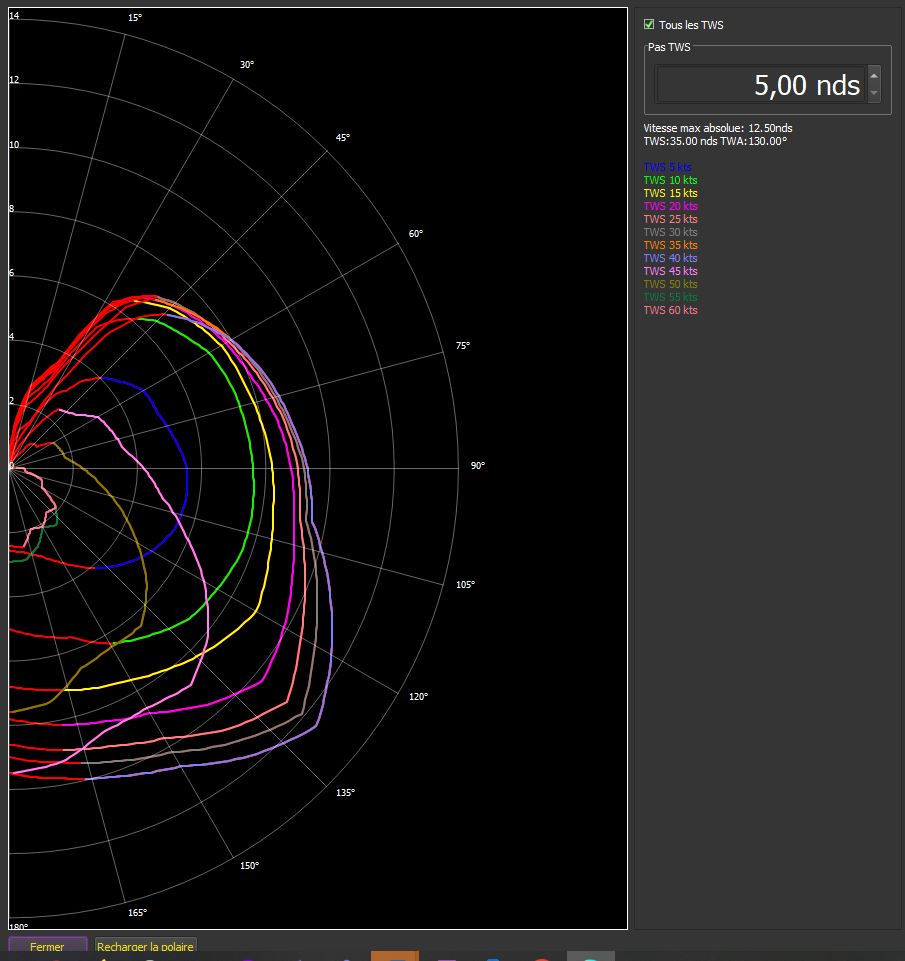 Tous les TWS
Pas TWS
5,00 nds
Vitesse max absolue: 12.50nds
TWS:35.00 nds TWA:130.00°
TWS 5 kts
TWS 10 kts
TWS 15 kts
TWS 20 kts
TWS 25 kts
TWS 30 kts
TWS 35 kts
TWS 40 kts
TWS 45 kts
TWS 50 kts
TWS 55 kts
TWS 60 kts
14
12
10
8
6
4
2
0
15°
30°
45°
60°
75°
90°
105°
120°
135°
150°
165°
180°
Fermer
Recharger la polaire